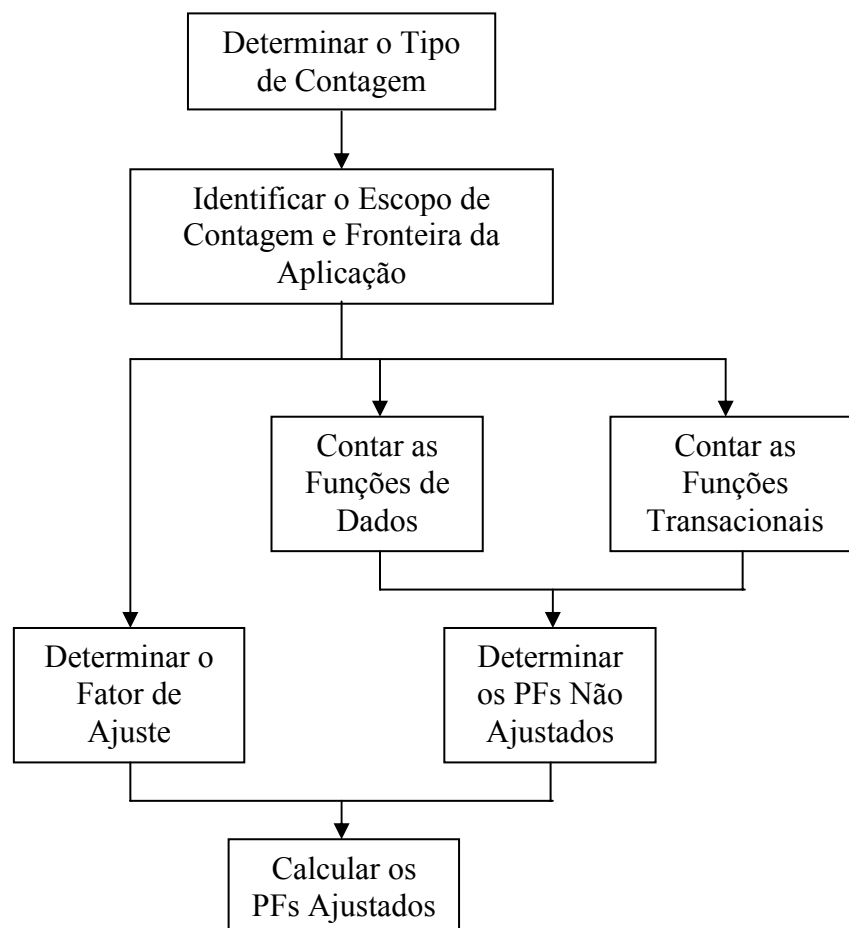 Determinar o Tipo
de Contagem
Identificar o Escopo de
Contagem e Fronteira da
Aplicação
Contar as
Funções de
Dados
Contar as
Funções
Transacionais
Determinar o
Fator de
Ajuste
Determinar
os PFs Não
Ajustados
Calcular os
PFs Ajustados